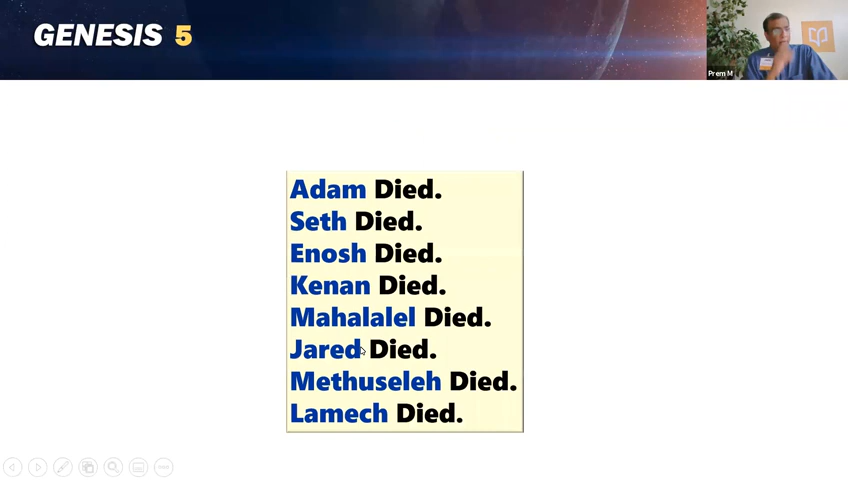 GENESIS 5
Prem M
Adam Died.
Seth Died.
Enosh Died.
Kenan Died.
Mahalalel Died.
Jared Died.
Methuseleh Died.
Lamech Died.